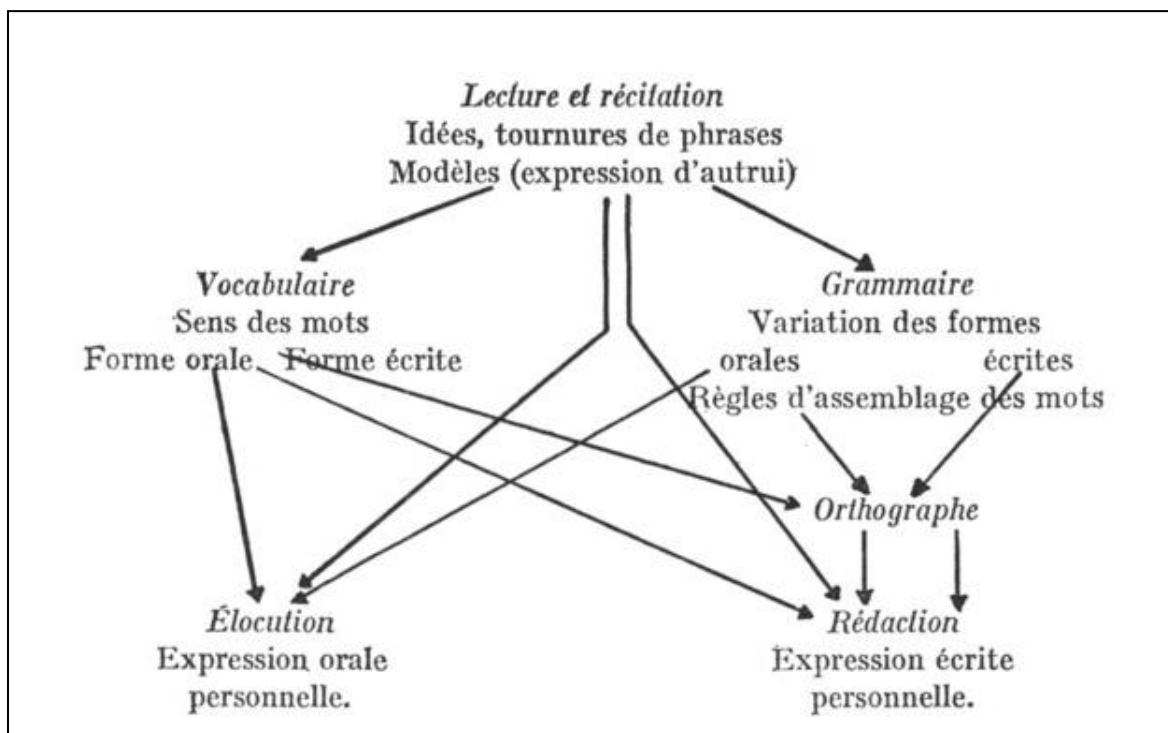 Lecture et récitation
Idées, tournures de phrases
Modèles (expression d'autrui)
Vocabulaire
Sens des mots
Forme orale Forme écrite
Grammaire
Variation des formes
orales écrites
Règles d'assemblage des mots
Orthographe
Élocution
Expression orale
personnelle.
Rédaction
Expression écrite
personnelle.